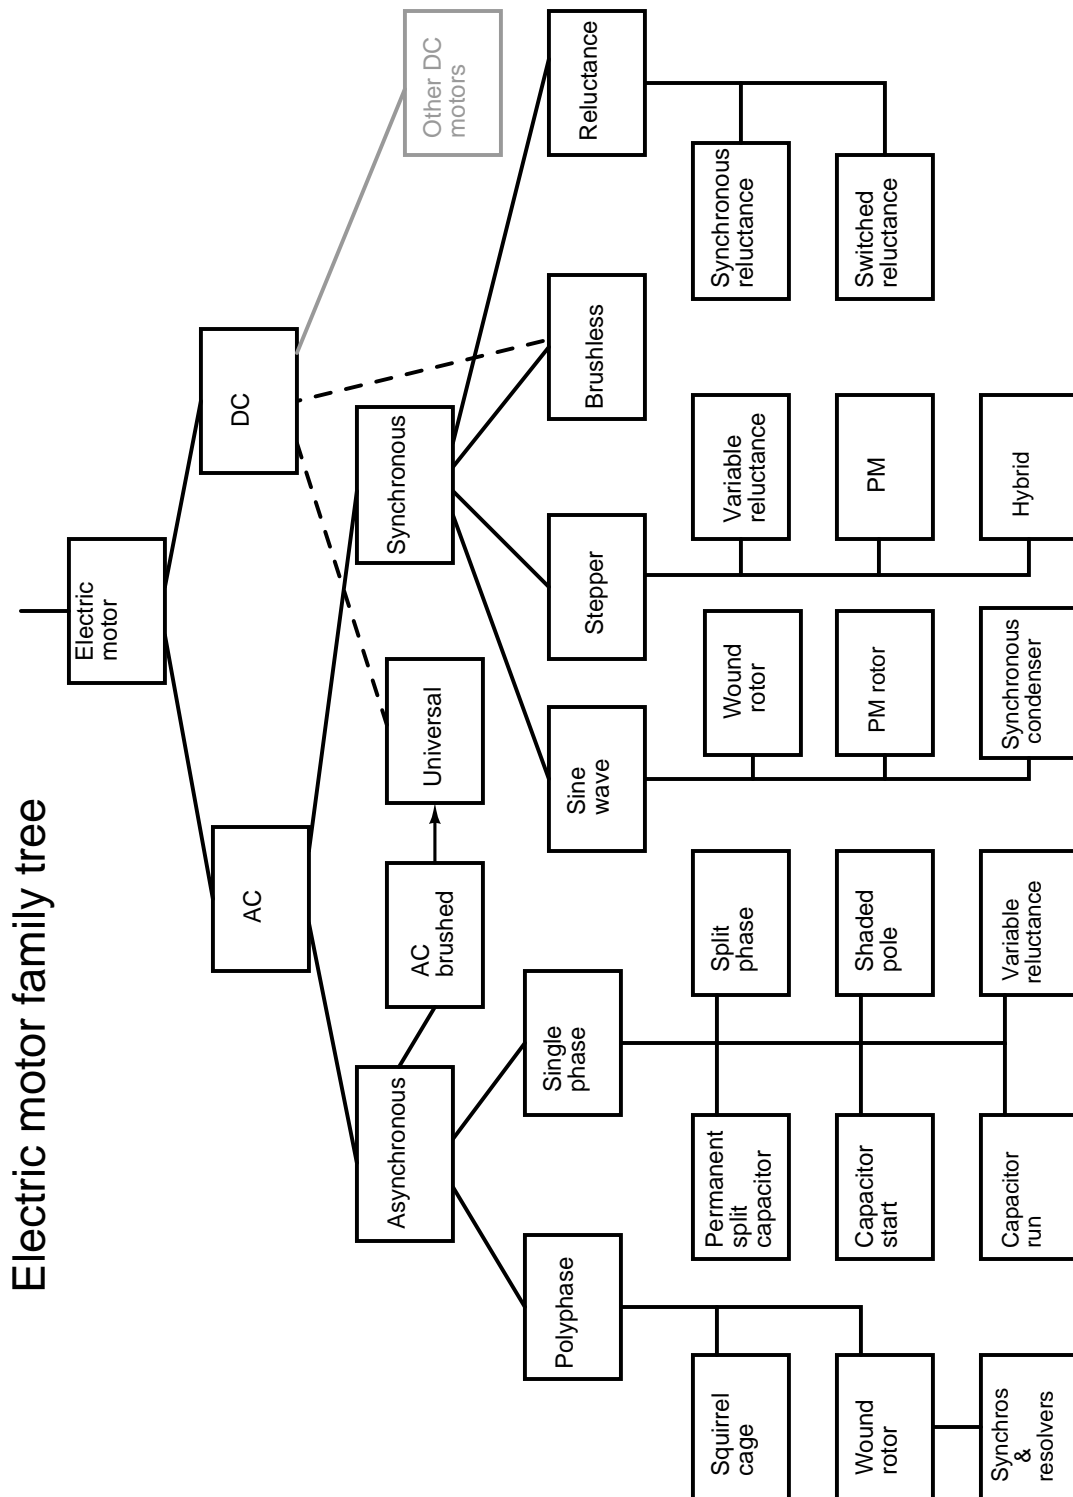 Electric motor family tree
Electric
motor
AC
DC
Asynchronous
AC
brushed
Universal
Synchronous
Other DC
motors
Polyphase
Single
phase
Sine
wave
Stepper
Brushless
Reluctance
Squirrel
cage
Permanent
split
capacitor
Split
phase
Wound
rotor
Variable
reluctance
Synchronous
reluctance
Wound
rotor
Capacitor
start
Shaded
pole
PM rotor
PM
Switched
reluctance
Synchros
&
resolvers
Capacitor
run
Variable
reluctance
Synchronous
condenser
Hybrid